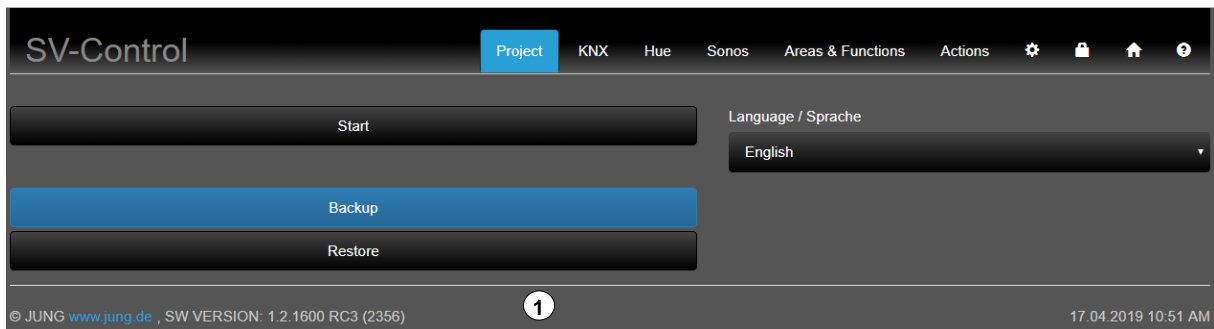 SV-Control Project KNX Hue Sonos Areas & Functions Actions
Start
Language / Sprache
English
Backup
Restore
© JUNG www.jung.de , SW VERSION: 1.2.1600 RC3 (2356) 1 17.04.2019 10:51 AM